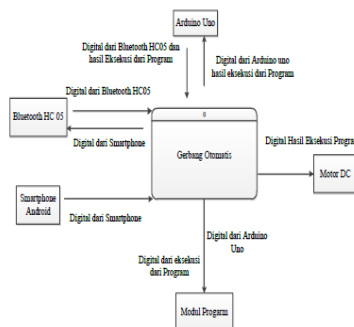 Arduino Uno
Digital dari Bluetooth HC05 dan
hasil Eksekusi dari Program
Digital dari Arduino uno
hasil eksekusi dari Program
Digital dari Bluetooth HC05
Bluetooth HC 05
Digital dari Smartphone
0
Gerbang Otomatis
Digital Hasil Eksekusi Program
Motor DC
Smartphone
Android
Digital dari Smartphone
Digital dari Arduino
Uno
Digital dari eksekusi
dari Program
Modul Progarm